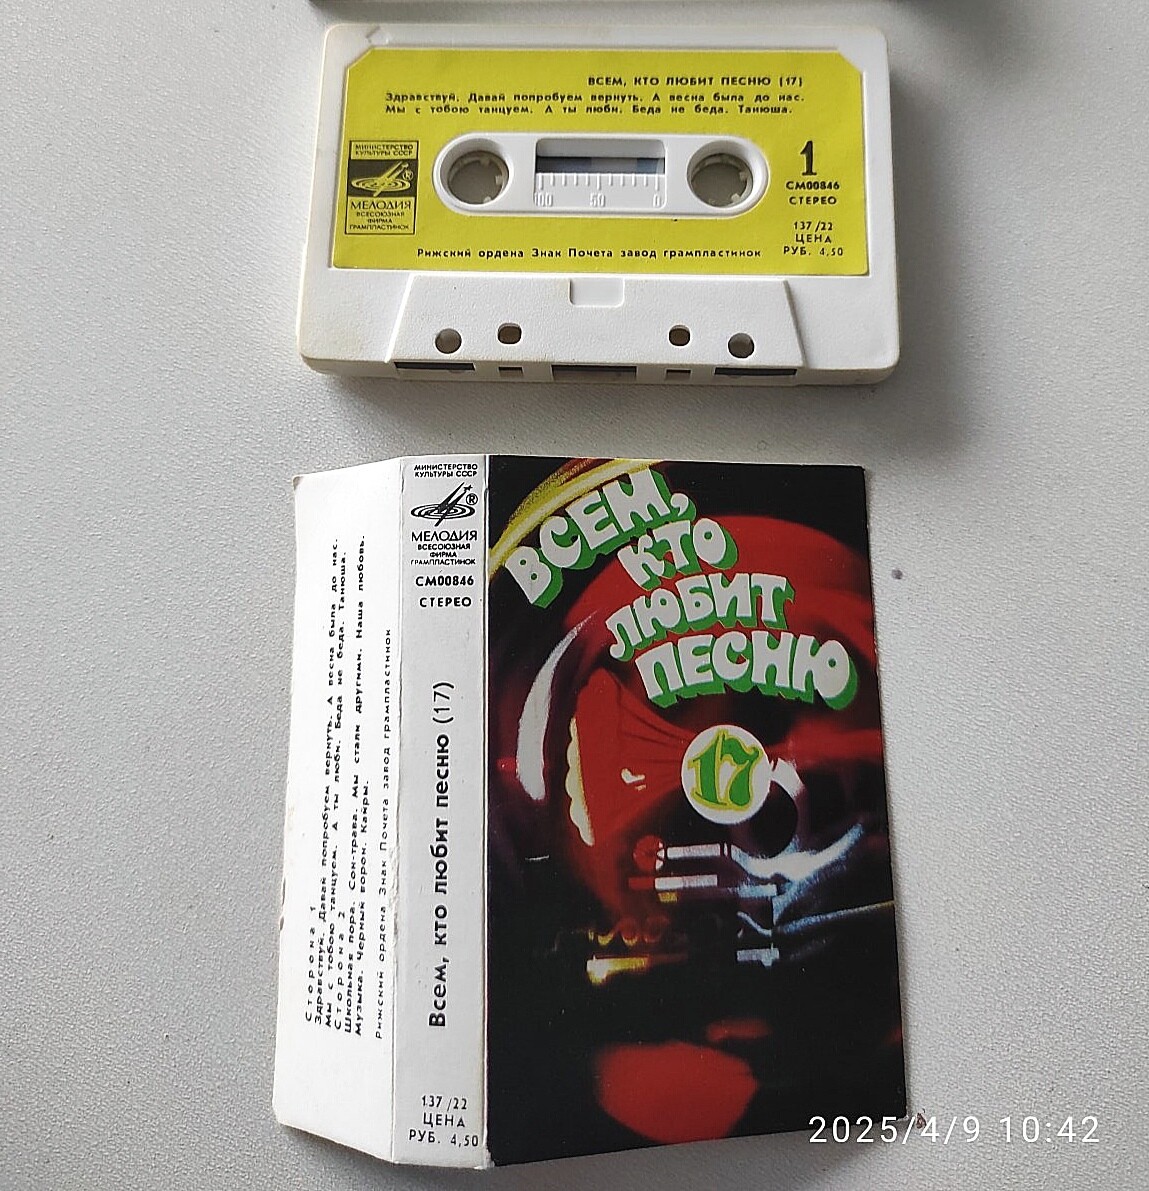 ВСЕМ, КТО ЛЮБИТ ПЕСНЮ (17)
Здравствуй. Давай попробуем вернуть. А весна была до нас.
Мы с тобою танцуем. А ты люби. Беда не беда. Танюша.
МИНИСТЕРСТВО
КУЛЬТУРЫ СССР
®
МЕЛОДИЯ
ВСЕСОЮЗНАЯ
ФИРМА
ГРАМПЛАСТИНОК
100 50 0
1
СМ00846
СТЕРЕО
137/22
ЦЕНА
РУБ. 4,50
Рижский ордена Знак Почета завод грампластинок
Сторона 1
Здравствуй. Давай попробуем вернуть. А весна была до нас.
Мы с тобою танцуем. А ты люби. Беда не беда. Танюша.
Сторона 2
Школьная пора. Сон-трава. Мы стали другими. Наша любовь.
Музыка. Черный ворон. Каиры.
Рижский ордена Знак Почета завод грампластинок
МИНИСТЕРСТВО
КУЛЬТУРЫ СССР
®
МЕЛОДИЯ
ВСЕСОЮЗНАЯ
ФИРМА
ГРАМПЛАСТИНОК
СМ00846
СТЕРЕО
Всем, кто любит песню (17)
137/22
ЦЕНА
РУБ. 4,50
ВСЕМ,
КТО
ЛЮБИТ
ПЕСНЮ
17
2025/4/9 10:42